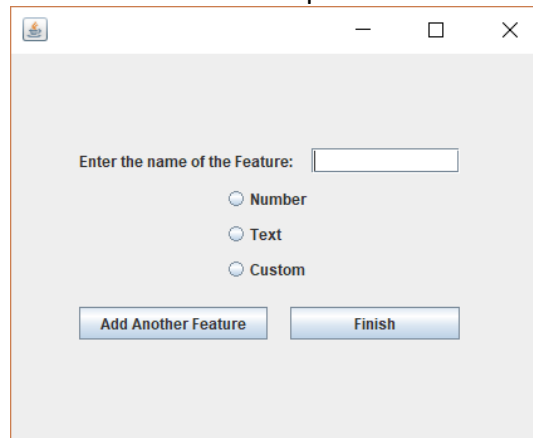 Enter the name of the Feature:
Number
Text
Custom
Add Another Feature Finish